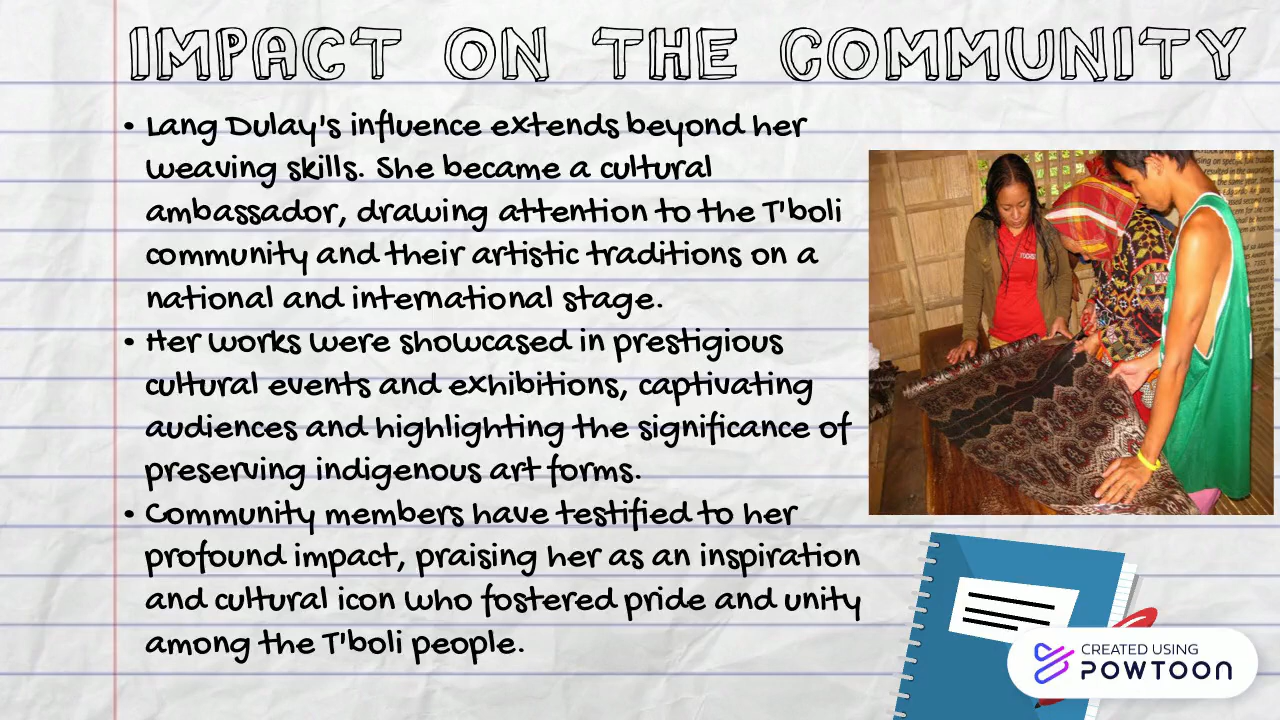 IMPACT ON THE COMMUNITY
• Lang Dulay's influence extends beyond her
weaving skills. She became a cultural
ambassador, drawing attention to the T'boli
community and their artistic traditions on a
national and international stage.
• Her works were showcased in prestigious
cultural events and exhibitions, captivating
audiences and highlighting the significance of
preserving indigenous art forms.
• Community members have testified to her
profound impact, praising her as an inspiration
and cultural icon who fostered pride and unity
among the T'boli people.
CREATED USING
POWTOON